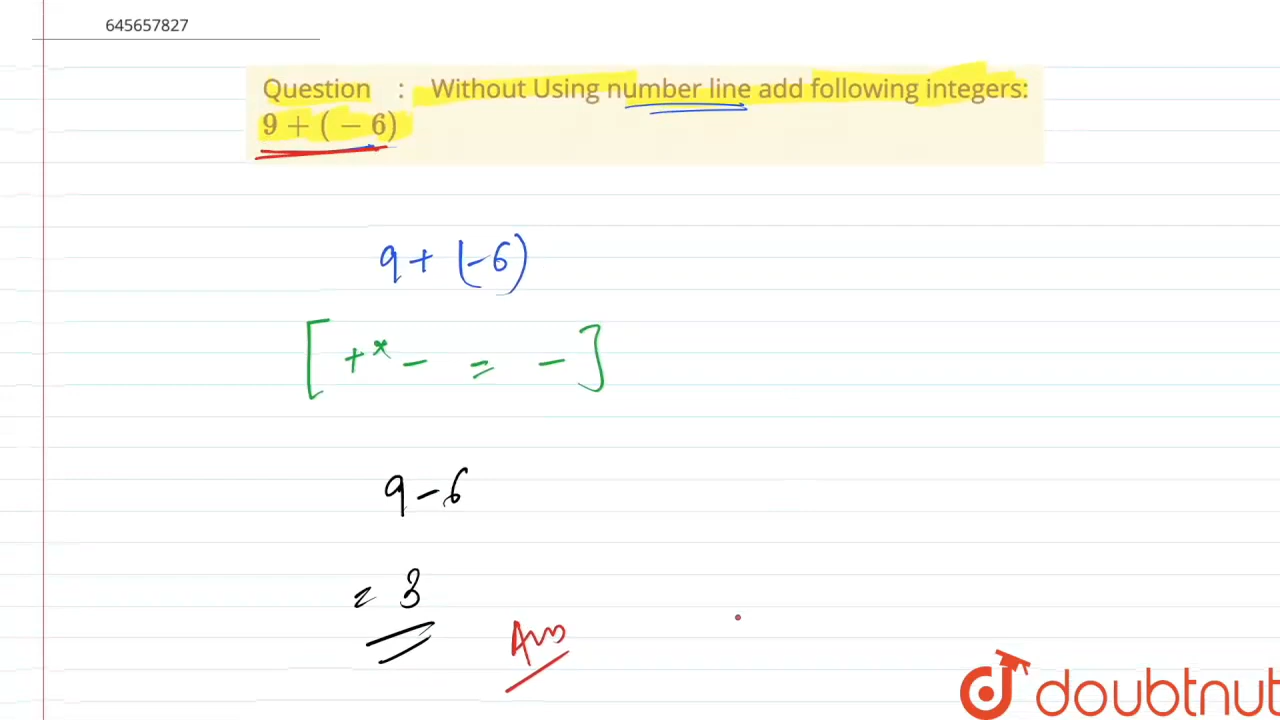 645657827
Question : Without Using number line add following integers:
9 + ( − 6)
9 + (-6)
[ + * - = - ]
9 - 6
= 3
Ans
doubtnut